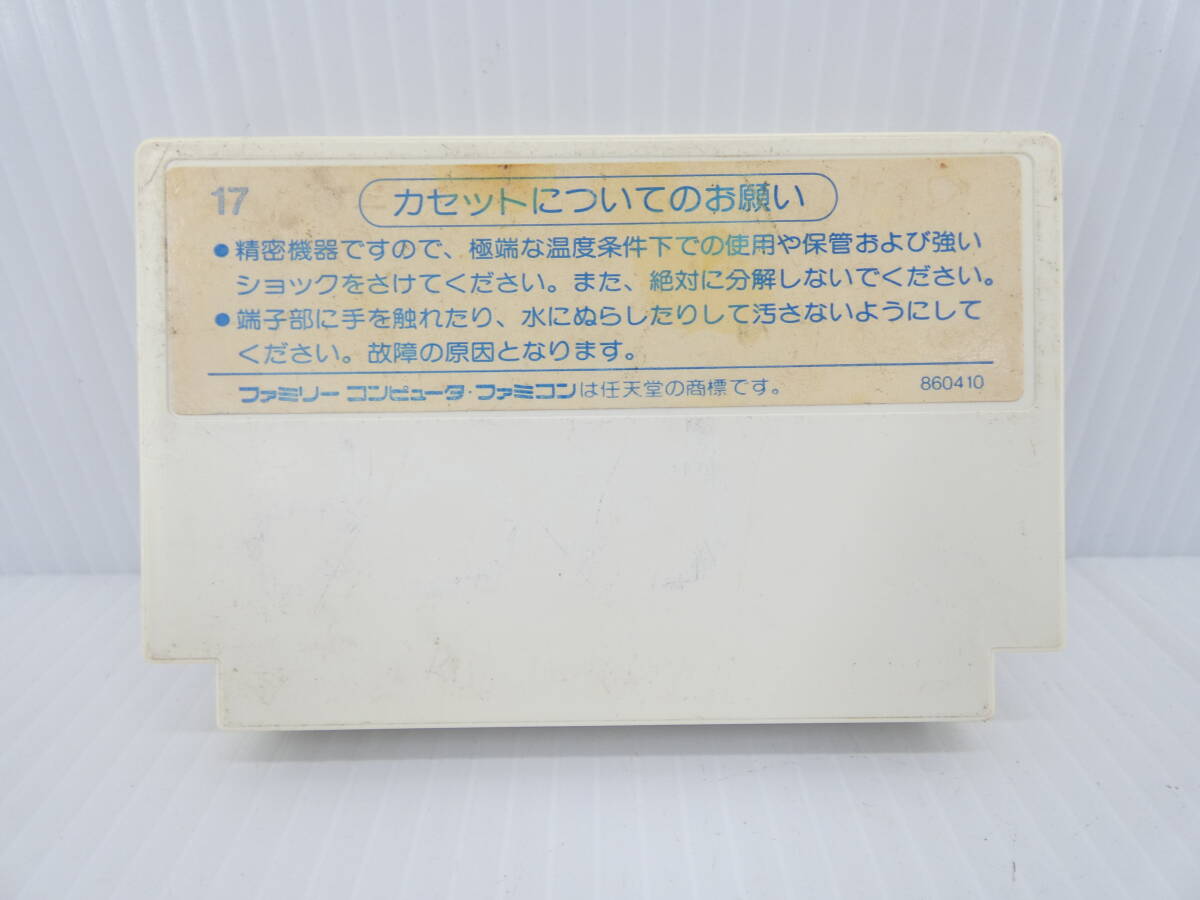 17
カセットについてのお願い
●精密機器ですので、極端な温度条件下での使用や保管および強い
ショックをさけてください。また、絶対に分解しないでください。
●端子部に手を触れたり、水にぬらしたりして汚さないようにして
ください。故障の原因となります。
ファミリーコンピュータ・ファミコンは任天堂の商標です。
860410